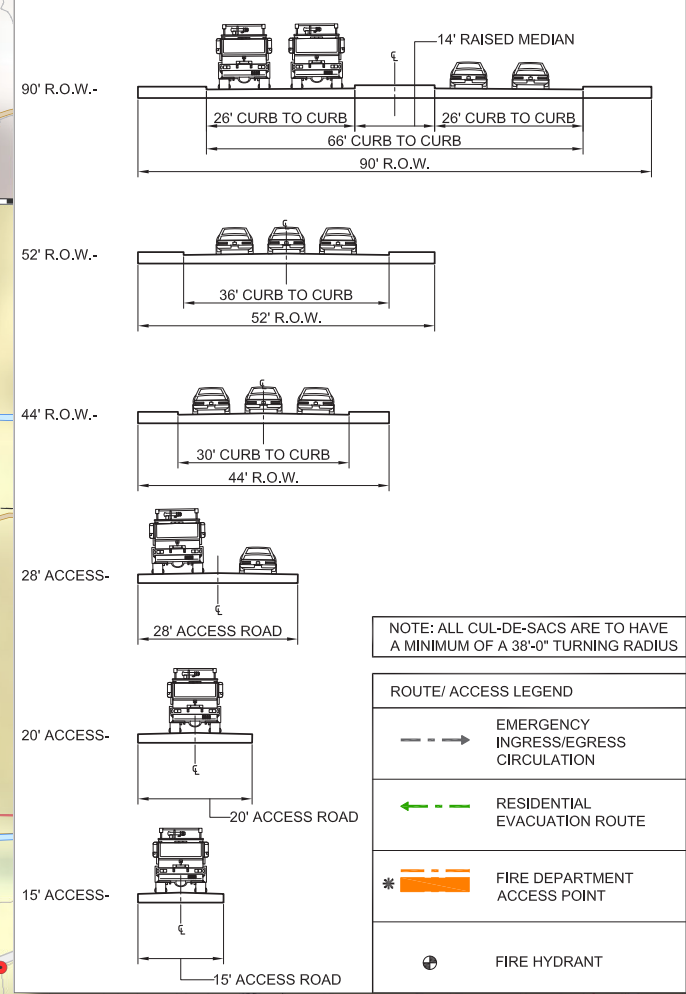 14' RAISED MEDIAN
℄
90' R.O.W.-
26' CURB TO CURB
26' CURB TO CURB
66' CURB TO CURB
90' R.O.W.
℄
52' R.O.W.-
36' CURB TO CURB
52' R.O.W.
℄
44' R.O.W.-
30' CURB TO CURB
44' R.O.W.
28' ACCESS-
℄
28' ACCESS ROAD
20' ACCESS-
℄
20' ACCESS ROAD
15' ACCESS-
℄
15' ACCESS ROAD
NOTE: ALL CUL-DE-SACS ARE TO HAVE
A MINIMUM OF A 38'-0" TURNING RADIUS
ROUTE/ ACCESS LEGEND
EMERGENCY
INGRESS/EGRESS
CIRCULATION
RESIDENTIAL
EVACUATION ROUTE
FIRE DEPARTMENT
ACCESS POINT
FIRE HYDRANT